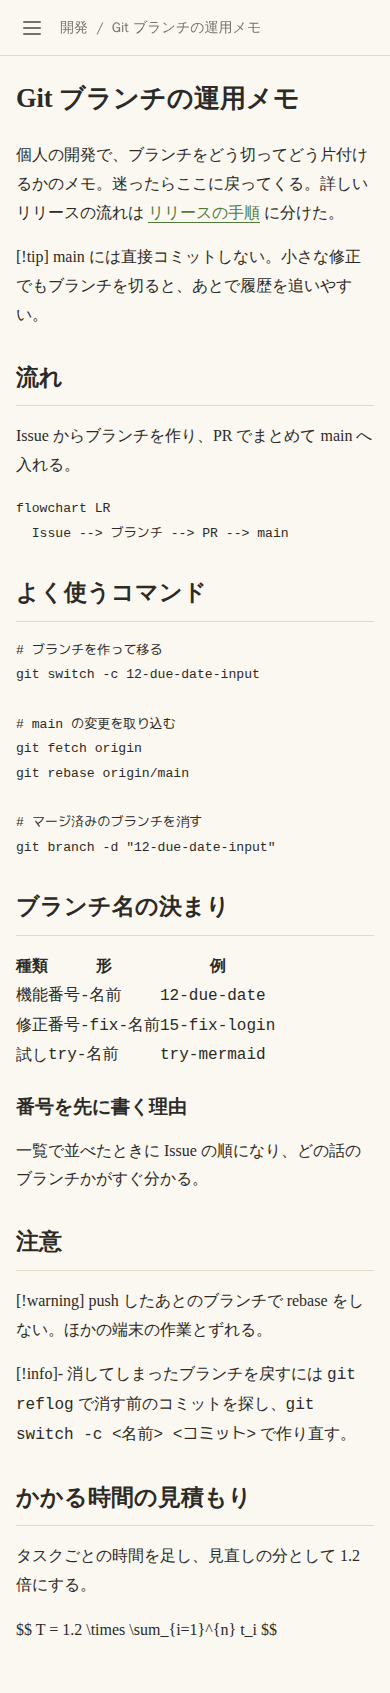 開発 / Git ブランチの運用メモ
Git ブランチの運用メモ
個人の開発で、ブランチをどう切ってどう片付け
るかのメモ。迷ったらここに戻ってくる。詳しい
リリースの流れは リリースの手順 に分けた。
[!tip] main には直接コミットしない。小さな修正
でもブランチを切ると、あとで履歴を追いやす
い。
流れ
Issue からブランチを作り、PR でまとめて main へ
入れる。
flowchart LR
  Issue --> ブランチ --> PR --> main
よく使うコマンド
# ブランチを作って移る
git switch -c 12-due-date-input
# main の変更を取り込む
git fetch origin
git rebase origin/main
# マージ済みのブランチを消す
git branch -d "12-due-date-input"
ブランチ名の決まり
種類 形 例
機能 番号-名前 12-due-date
修正 番号-fix-名前 15-fix-login
試し try-名前 try-mermaid
番号を先に書く理由
一覧で並べたときに Issue の順になり、どの話の
ブランチかがすぐ分かる。
注意
[!warning] push したあとのブランチで rebase をし
ない。ほかの端末の作業とずれる。
[!info]- 消してしまったブランチを戻すには git
reflog で消す前のコミットを探し、git
switch -c <名前> <コミット> で作り直す。
かかる時間の見積もり
タスクごとの時間を足し、見直しの分として 1.2
倍にする。
$$ T = 1.2 \times \sum_{i=1}^{n} t_i $$